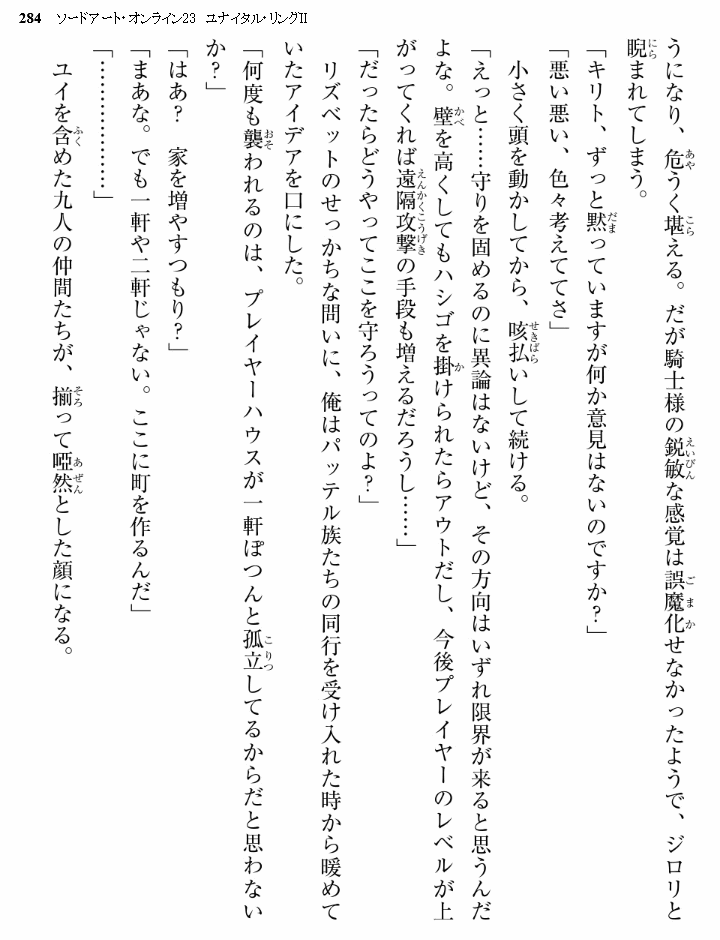 284 ソードアート・オンライン23 ユナイタル・リングII
うになり、危うく堪える。だが騎士様の鋭敏な感覚は誤魔化せなかったようで、ジロリと
睨まれてしまう。
「キリト、ずっと黙っていますが何か意見はないのですか？」
「悪い悪い、色々考えててさ」
小さく頭を動かしてから、咳払いして続ける。
「えっと……守りを固めるのに異論はないけど、その方向はいずれ限界が来ると思うんだ
よな。壁を高くしてもハシゴを掛けられたらアウトだし、今後プレイヤーのレベルが上
がってくれば遠隔攻撃の手段も増えるだろうし……」
「だったらどうやってここを守ろうってのよ？」
リズベットのせっかちな問いに、俺はパッテル族たちの同行を受け入れた時から暖めて
いたアイデアを口にした。
「何度も襲われるのは、プレイヤーハウスが一軒ぽつんと孤立してるからだと思わない
か？」
「はあ？　家を増やすつもり？」
「まあな。でも一軒や二軒じゃない。ここに町を作るんだ」
「………………」
ユイを含めた九人の仲間たちが、揃って啞然とした顔になる。